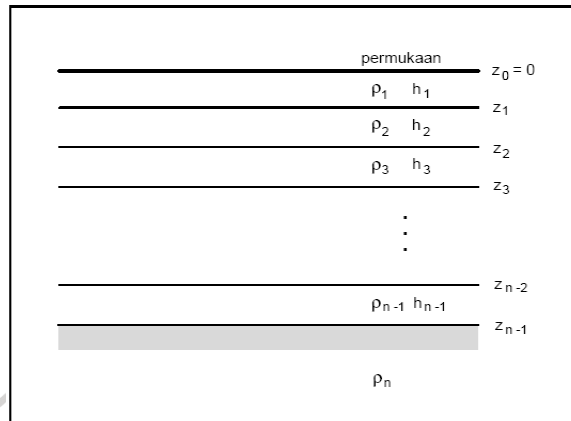 permukaan
z₀ = 0
ρ₁ h₁
z₁
ρ₂ h₂
z₂
ρ₃ h₃
z₃
zₙ₋₂
ρₙ₋₁ hₙ₋₁
zₙ₋₁
ρₙ